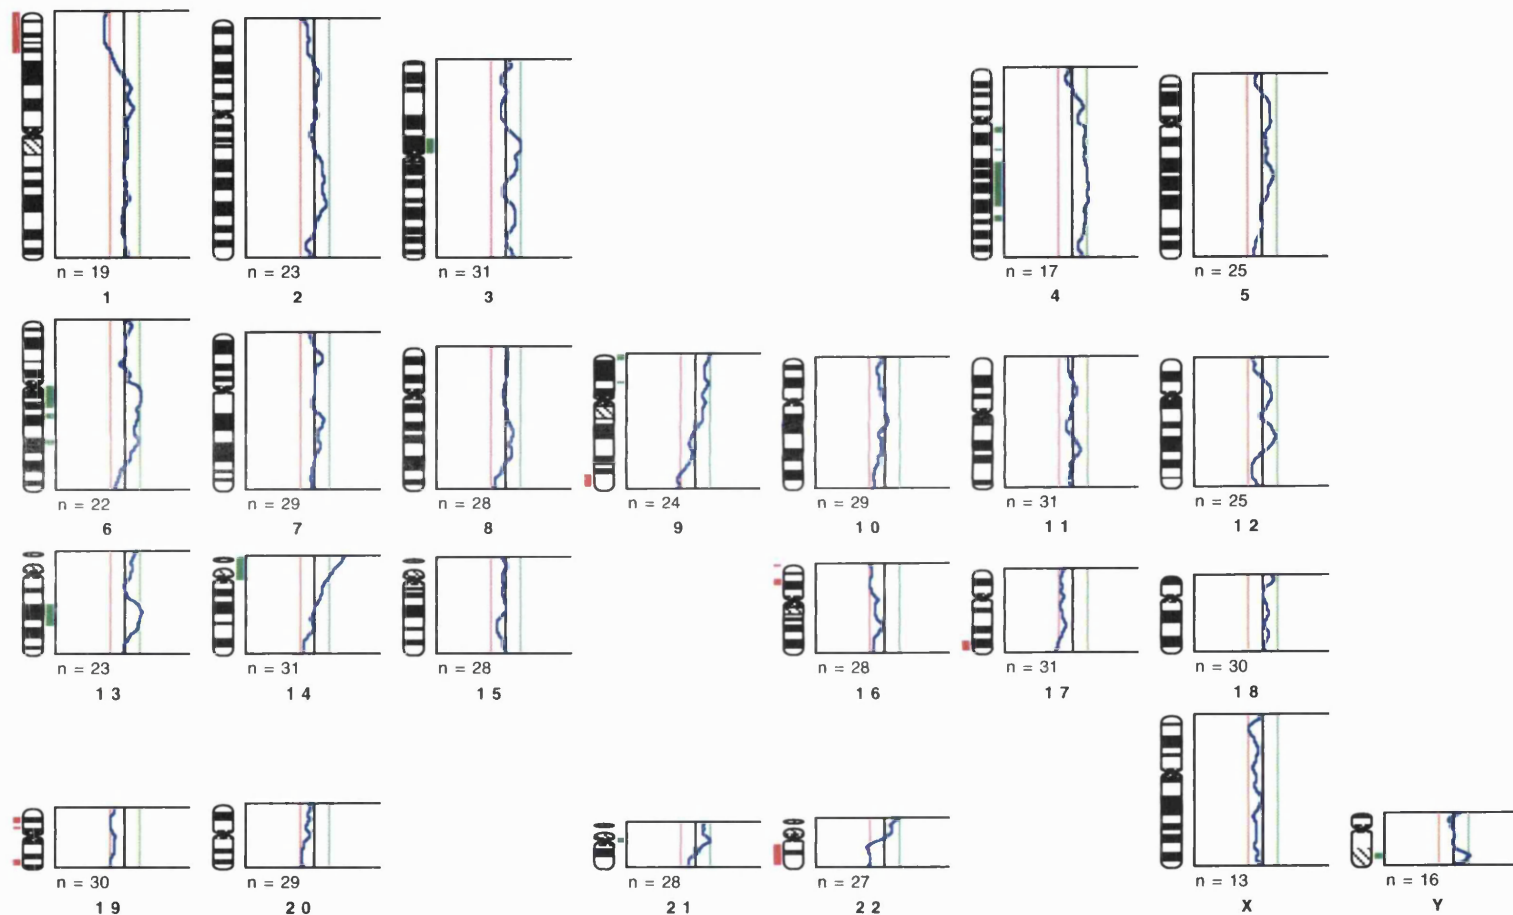 n = 19
n = 23
n = 31
n = 17
n = 25
1
2
3
4
5
n = 22
n = 29
n = 28
n = 24
n = 29
n = 31
n = 25
6
7
8
9
10
11
12
n = 23
n = 31
n = 28
n = 28
n = 31
n = 30
13
14
15
16
17
18
n = 30
n = 29
n = 28
n = 27
n = 13
n = 16
19
20
21
22
X
Y